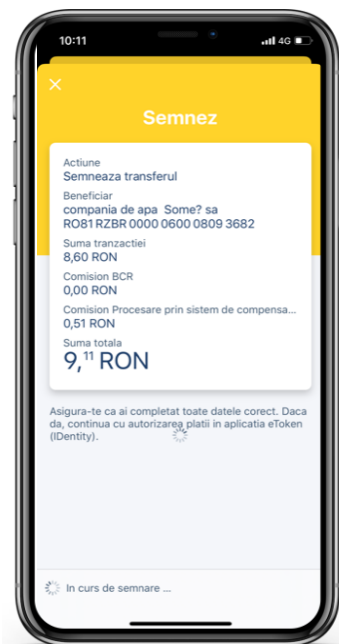 10:11
4G
Semnez
Actiune
Semneaza transferul
Beneficiar
compania de apa Some? sa
RO81 RZBR 0000 0600 0809 3682
Suma tranzactiei
8,60 RON
Comision BCR
0,00 RON
Comision Procesare prin sistem de compensa...
0,51 RON
Suma totala
9,11 RON
Asigura-te ca ai completat toate datele corect. Daca
da, continua cu autorizarea platii in aplicatia eToken
(IDentity).
In curs de semnare ...